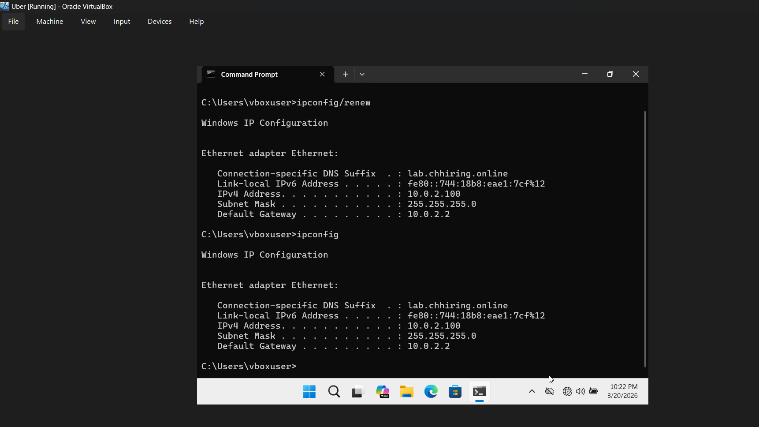 Uber [Running] - Oracle VirtualBox
File Machine View Input Devices Help
Command Prompt
C:\Users\vboxuser>ipconfig/renew
Windows IP Configuration
Ethernet adapter Ethernet:
Connection-specific DNS Suffix . : lab.chhiring.online
Link-local IPv6 Address . . . . . : fe80::744:18b8:eae1:7cf%12
IPv4 Address. . . . . . . . . . . : 10.0.2.100
Subnet Mask . . . . . . . . . . . : 255.255.255.0
Default Gateway . . . . . . . . . : 10.0.2.2
C:\Users\vboxuser>ipconfig
Windows IP Configuration
Ethernet adapter Ethernet:
Connection-specific DNS Suffix . : lab.chhiring.online
Link-local IPv6 Address . . . . . : fe80::744:18b8:eae1:7cf%12
IPv4 Address. . . . . . . . . . . : 10.0.2.100
Subnet Mask . . . . . . . . . . . : 255.255.255.0
Default Gateway . . . . . . . . . : 10.0.2.2
C:\Users\vboxuser>
10:22 PM
3/20/2026